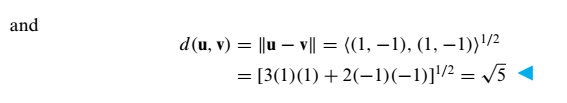 and
d(u, v) = ‖u − v‖ = ⟨(1, −1), (1, −1)⟩^{1/2}
= [3(1)(1) + 2(−1)(−1)]^{1/2} = √5 ◀